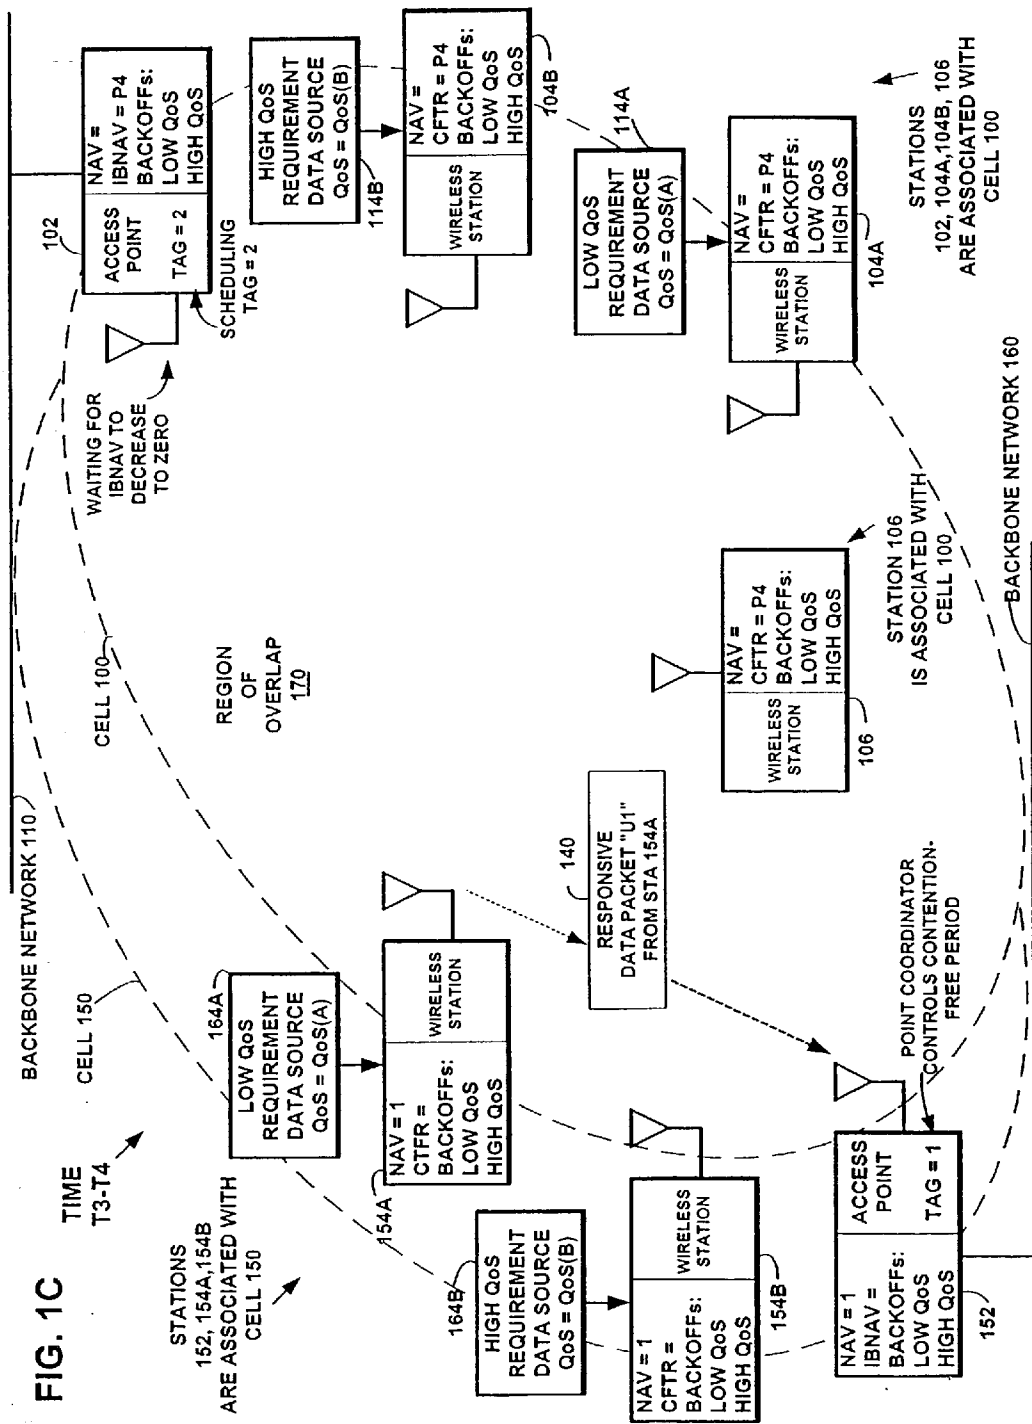 FIG. 1C
TIME
T3-T4
BACKBONE NETWORK 110
CELL 150
CELL 100
STATIONS
152, 154A,154B
ARE ASSOCIATED WITH
CELL 150
164A
LOW QoS
REQUIREMENT
DATA SOURCE
QoS = QoS(A)
NAV = 1
CTFR =
BACKOFFs:
LOW QoS
HIGH QoS
WIRELESS
STATION
154A
164B
HIGH QoS
REQUIREMENT
DATA SOURCE
QoS = QoS(B)
NAV = 1
CFTR =
BACKOFFs:
LOW QoS
HIGH QoS
WIRELESS
STATION
154B
NAV = 1
IBNAV =
BACKOFFs:
LOW QoS
HIGH QoS
ACCESS
POINT
TAG = 1
152
POINT COORDINATOR
CONTROLS CONTENTION-
FREE PERIOD
140
RESPONSIVE
DATA PACKET "U1"
FROM STA 154A
REGION
OF
OVERLAP
170
WAITING FOR
IBNAV TO
DECREASE
TO ZERO
102
ACCESS
POINT
TAG = 2
NAV =
IBNAV = P4
BACKOFFs:
LOW QoS
HIGH QoS
SCHEDULING
TAG = 2
HIGH QoS
REQUIREMENT
DATA SOURCE
QoS = QoS(B)
114B
WIRELESS
STATION
NAV =
CFTR = P4
BACKOFFs:
LOW QoS
HIGH QoS
104B
LOW QoS
REQUIREMENT
DATA SOURCE
QoS = QoS(A)
114A
WIRELESS
STATION
NAV =
CFTR = P4
BACKOFFs:
LOW QoS
HIGH QoS
104A
WIRELESS
STATION
NAV =
CFTR = P4
BACKOFFs:
LOW QoS
HIGH QoS
106
STATION 106
IS ASSOCIATED WITH
CELL 100
STATIONS
102, 104A,104B, 106
ARE ASSOCIATED WITH
CELL 100
BACKBONE NETWORK 160